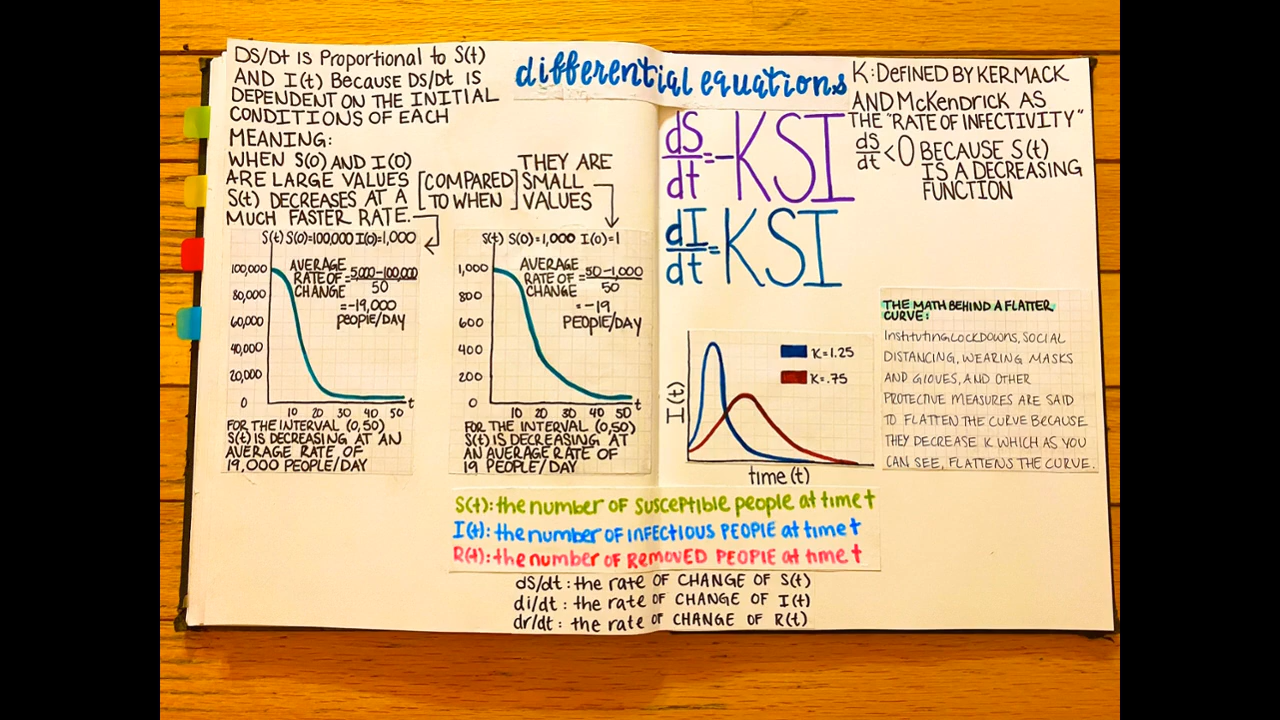 differential equations
DS/Dt is Proportional to S(t)
AND I(t) Because DS/Dt is
DEPENDENT ON THE INITIAL
CONDITIONS OF EACH
MEANING:
WHEN S(0) AND I(0)
ARE LARGE VALUES
S(t) DECREASES AT A
MUCH FASTER RATE.
[COMPARED
TO WHEN]
THEY ARE
SMALL
VALUES
S(t) S(0)=100,000 I(0)=1,000
100,000
80,000
60,000
40,000
20,000
0
10 20 30 40 50 t
AVERAGE
RATE OF = 5,000-100,000
CHANGE 50
=-19,000
PEOPLE/DAY
FOR THE INTERVAL (0,50)
S(t) IS DECREASING AT AN
AVERAGE RATE OF
19,000 PEOPLE/DAY
S(t) S(0)=1,000 I(0)=1
1,000
800
600
400
200
0
10 20 30 40 50 t
AVERAGE
RATE OF = 50-1,000
CHANGE 50
=-19
PEOPLE/DAY
FOR THE INTERVAL (0,50)
S(t) IS DECREASING AT
AN AVERAGE RATE OF
19 PEOPLE/DAY
dS/dt=-KSI
dI/dt=KSI
K: DEFINED BY KERMACK
AND McKENDRICK AS
THE "RATE OF INFECTIVITY"
dS/dt<0 BECAUSE S(t)
IS A DECREASING
FUNCTION
I(t)
K=1.25
K=.75
time(t)
THE MATH BEHIND A FLATTER
CURVE:
Instituting LOCKDOWNS, SOCIAL
DISTANCING, WEARING MASKS
AND GLOVES, AND OTHER
PROTECTIVE MEASURES ARE SAID
TO FLATTEN THE CURVE BECAUSE
THEY DECREASE K WHICH AS YOU
CAN SEE, FLATTENS THE CURVE.
S(t): the number OF SUSCEPTIBLE people at time t
I(t): the number OF INFECTIOUS PEOPLE at time t
R(t): the number OF REMOVED PEOPLE at time t
dS/dt: the rate OF CHANGE OF S(t)
di/dt: the rate OF CHANGE OF I(t)
dr/dt: the rate OF CHANGE OF R(t)